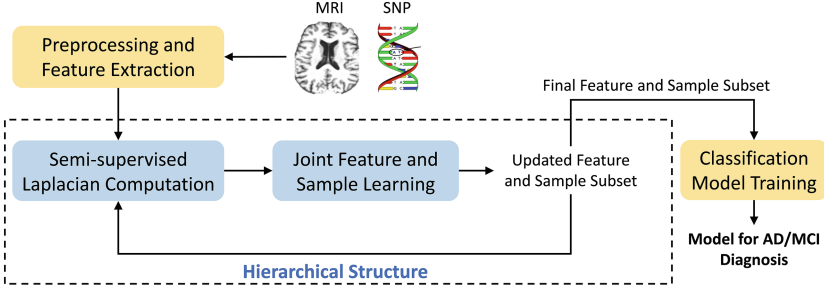 MRI
SNP
Preprocessing and
Feature Extraction
Final Feature and Sample Subset
Semi-supervised
Laplacian Computation
Joint Feature and
Sample Learning
Updated Feature
and Sample Subset
Classification
Model Training
Model for AD/MCI
Diagnosis
Hierarchical Structure